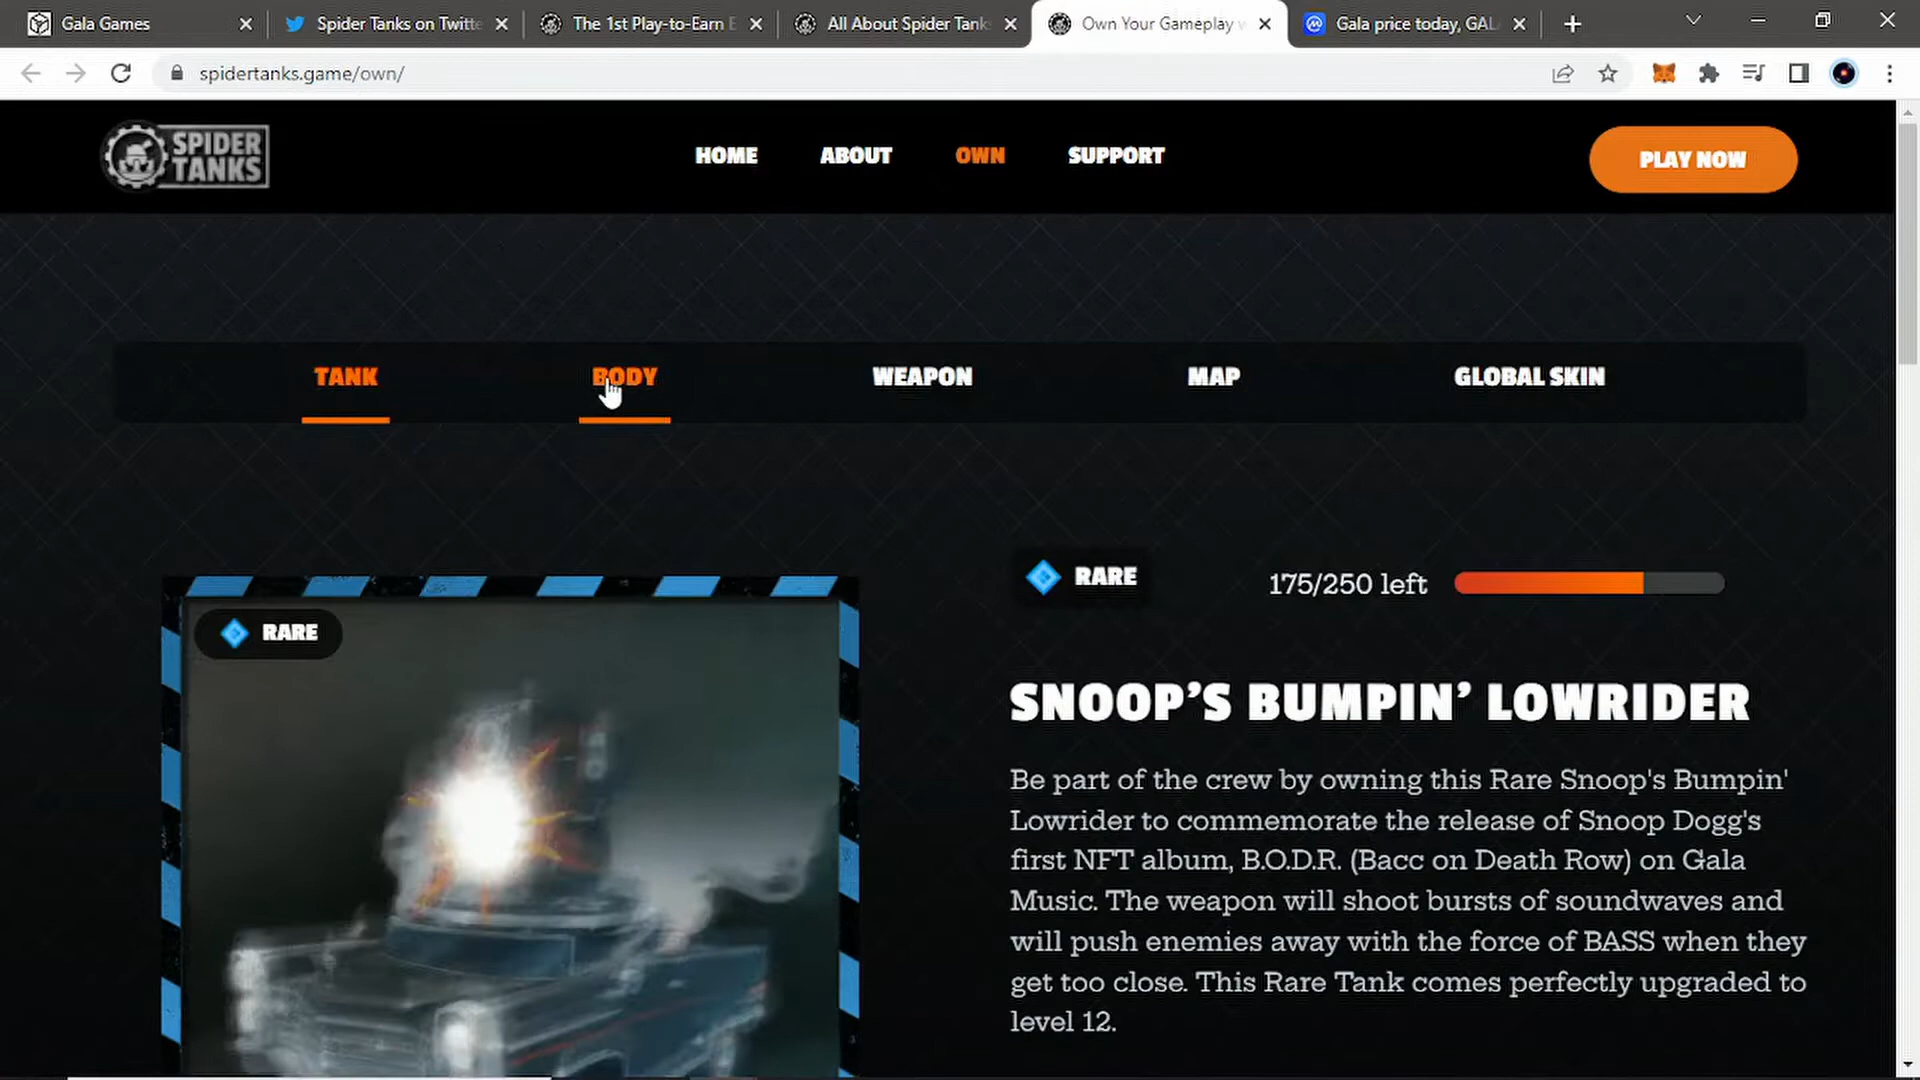 Gala Games
Spider Tanks on Twitte
The 1st Play-to-Earn
All About Spider Tank
Own Your Gameplay
Gala price today, GAL
spidertanks.game/own/
SPIDER
TANKS
HOME
ABOUT
OWN
SUPPORT
PLAY NOW
TANK
BODY
WEAPON
MAP
GLOBAL SKIN
RARE
175/250 left
RARE
SNOOP'S BUMPIN' LOWRIDER
Be part of the crew by owning this Rare Snoop's Bumpin'
Lowrider to commemorate the release of Snoop Dogg's
first NFT album, B.O.D.R. (Bacc on Death Row) on Gala
Music. The weapon will shoot bursts of soundwaves and
will push enemies away with the force of BASS when they
get too close. This Rare Tank comes perfectly upgraded to
level 12.